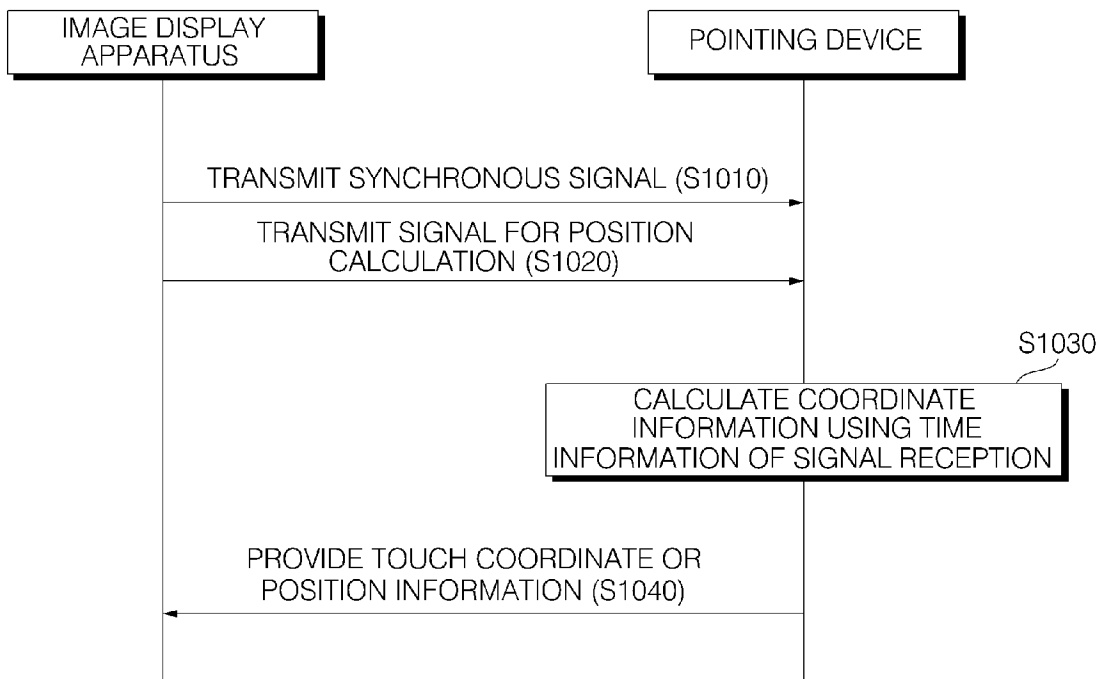 IMAGE DISPLAY
APPARATUS
POINTING DEVICE
TRANSMIT SYNCHRONOUS SIGNAL (S1010)
TRANSMIT SIGNAL FOR POSITION
CALCULATION (S1020)
S1030
CALCULATE COORDINATE
INFORMATION USING TIME
INFORMATION OF SIGNAL RECEPTION
PROVIDE TOUCH COORDINATE OR
POSITION INFORMATION (S1040)